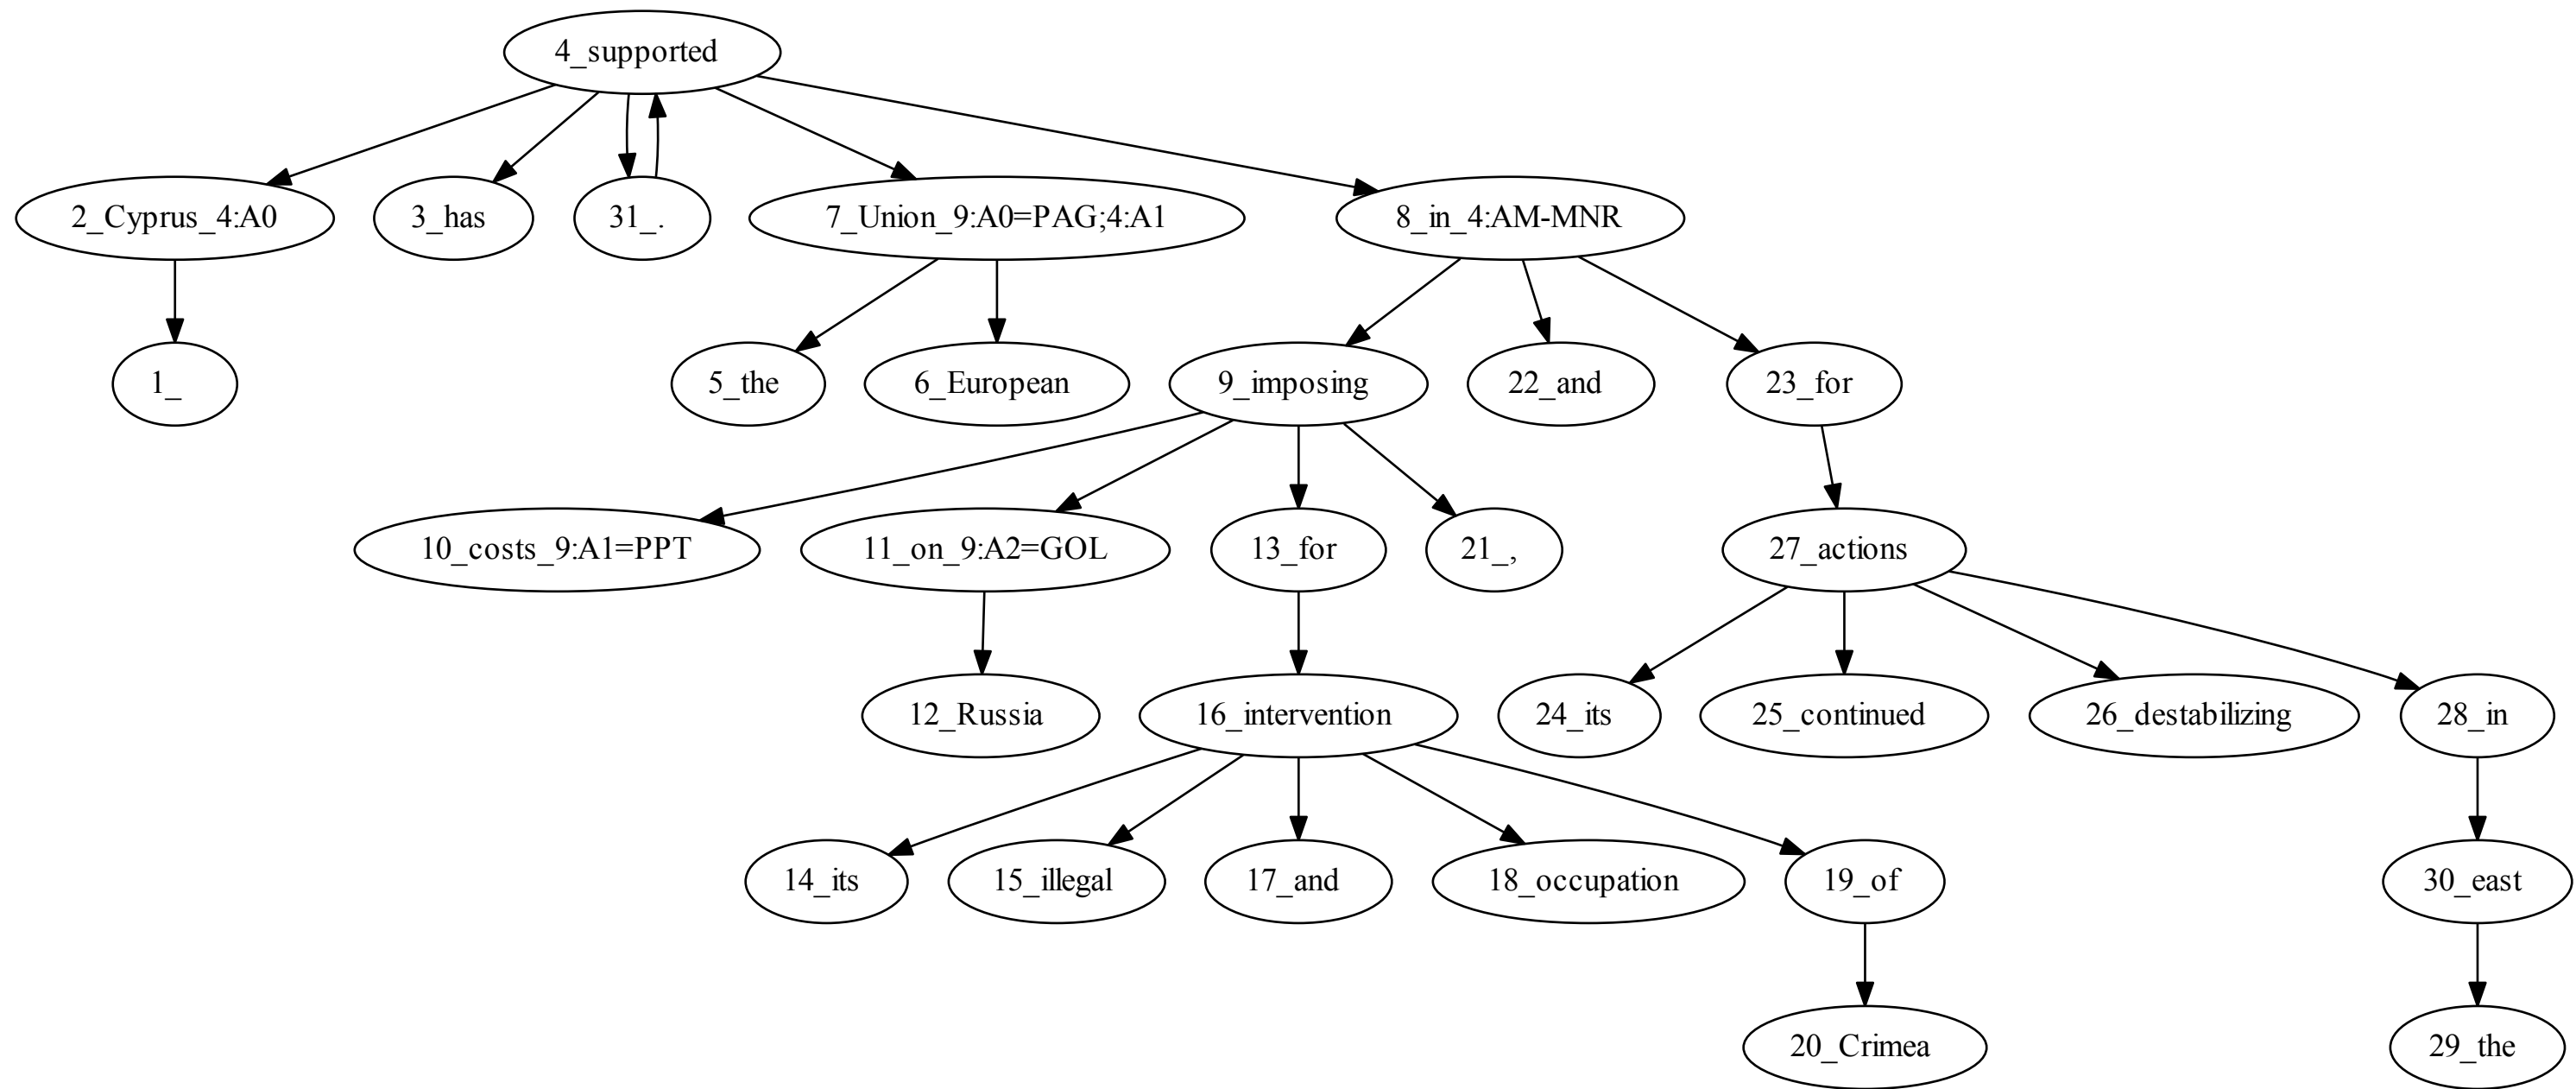 4_supported
2_Cyprus_4:A0
3_has
31_.
7_Union_9:A0=PAG;4:A1
8_in_4:AM-MNR
1_
5_the
6_European
9_imposing
22_and
23_for
10_costs_9:A1=PPT
11_on_9:A2=GOL
13_for
21_,
27_actions
12_Russia
16_intervention
24_its
25_continued
26_destabilizing
28_in
14_its
15_illegal
17_and
18_occupation
19_of
30_east
20_Crimea
29_the